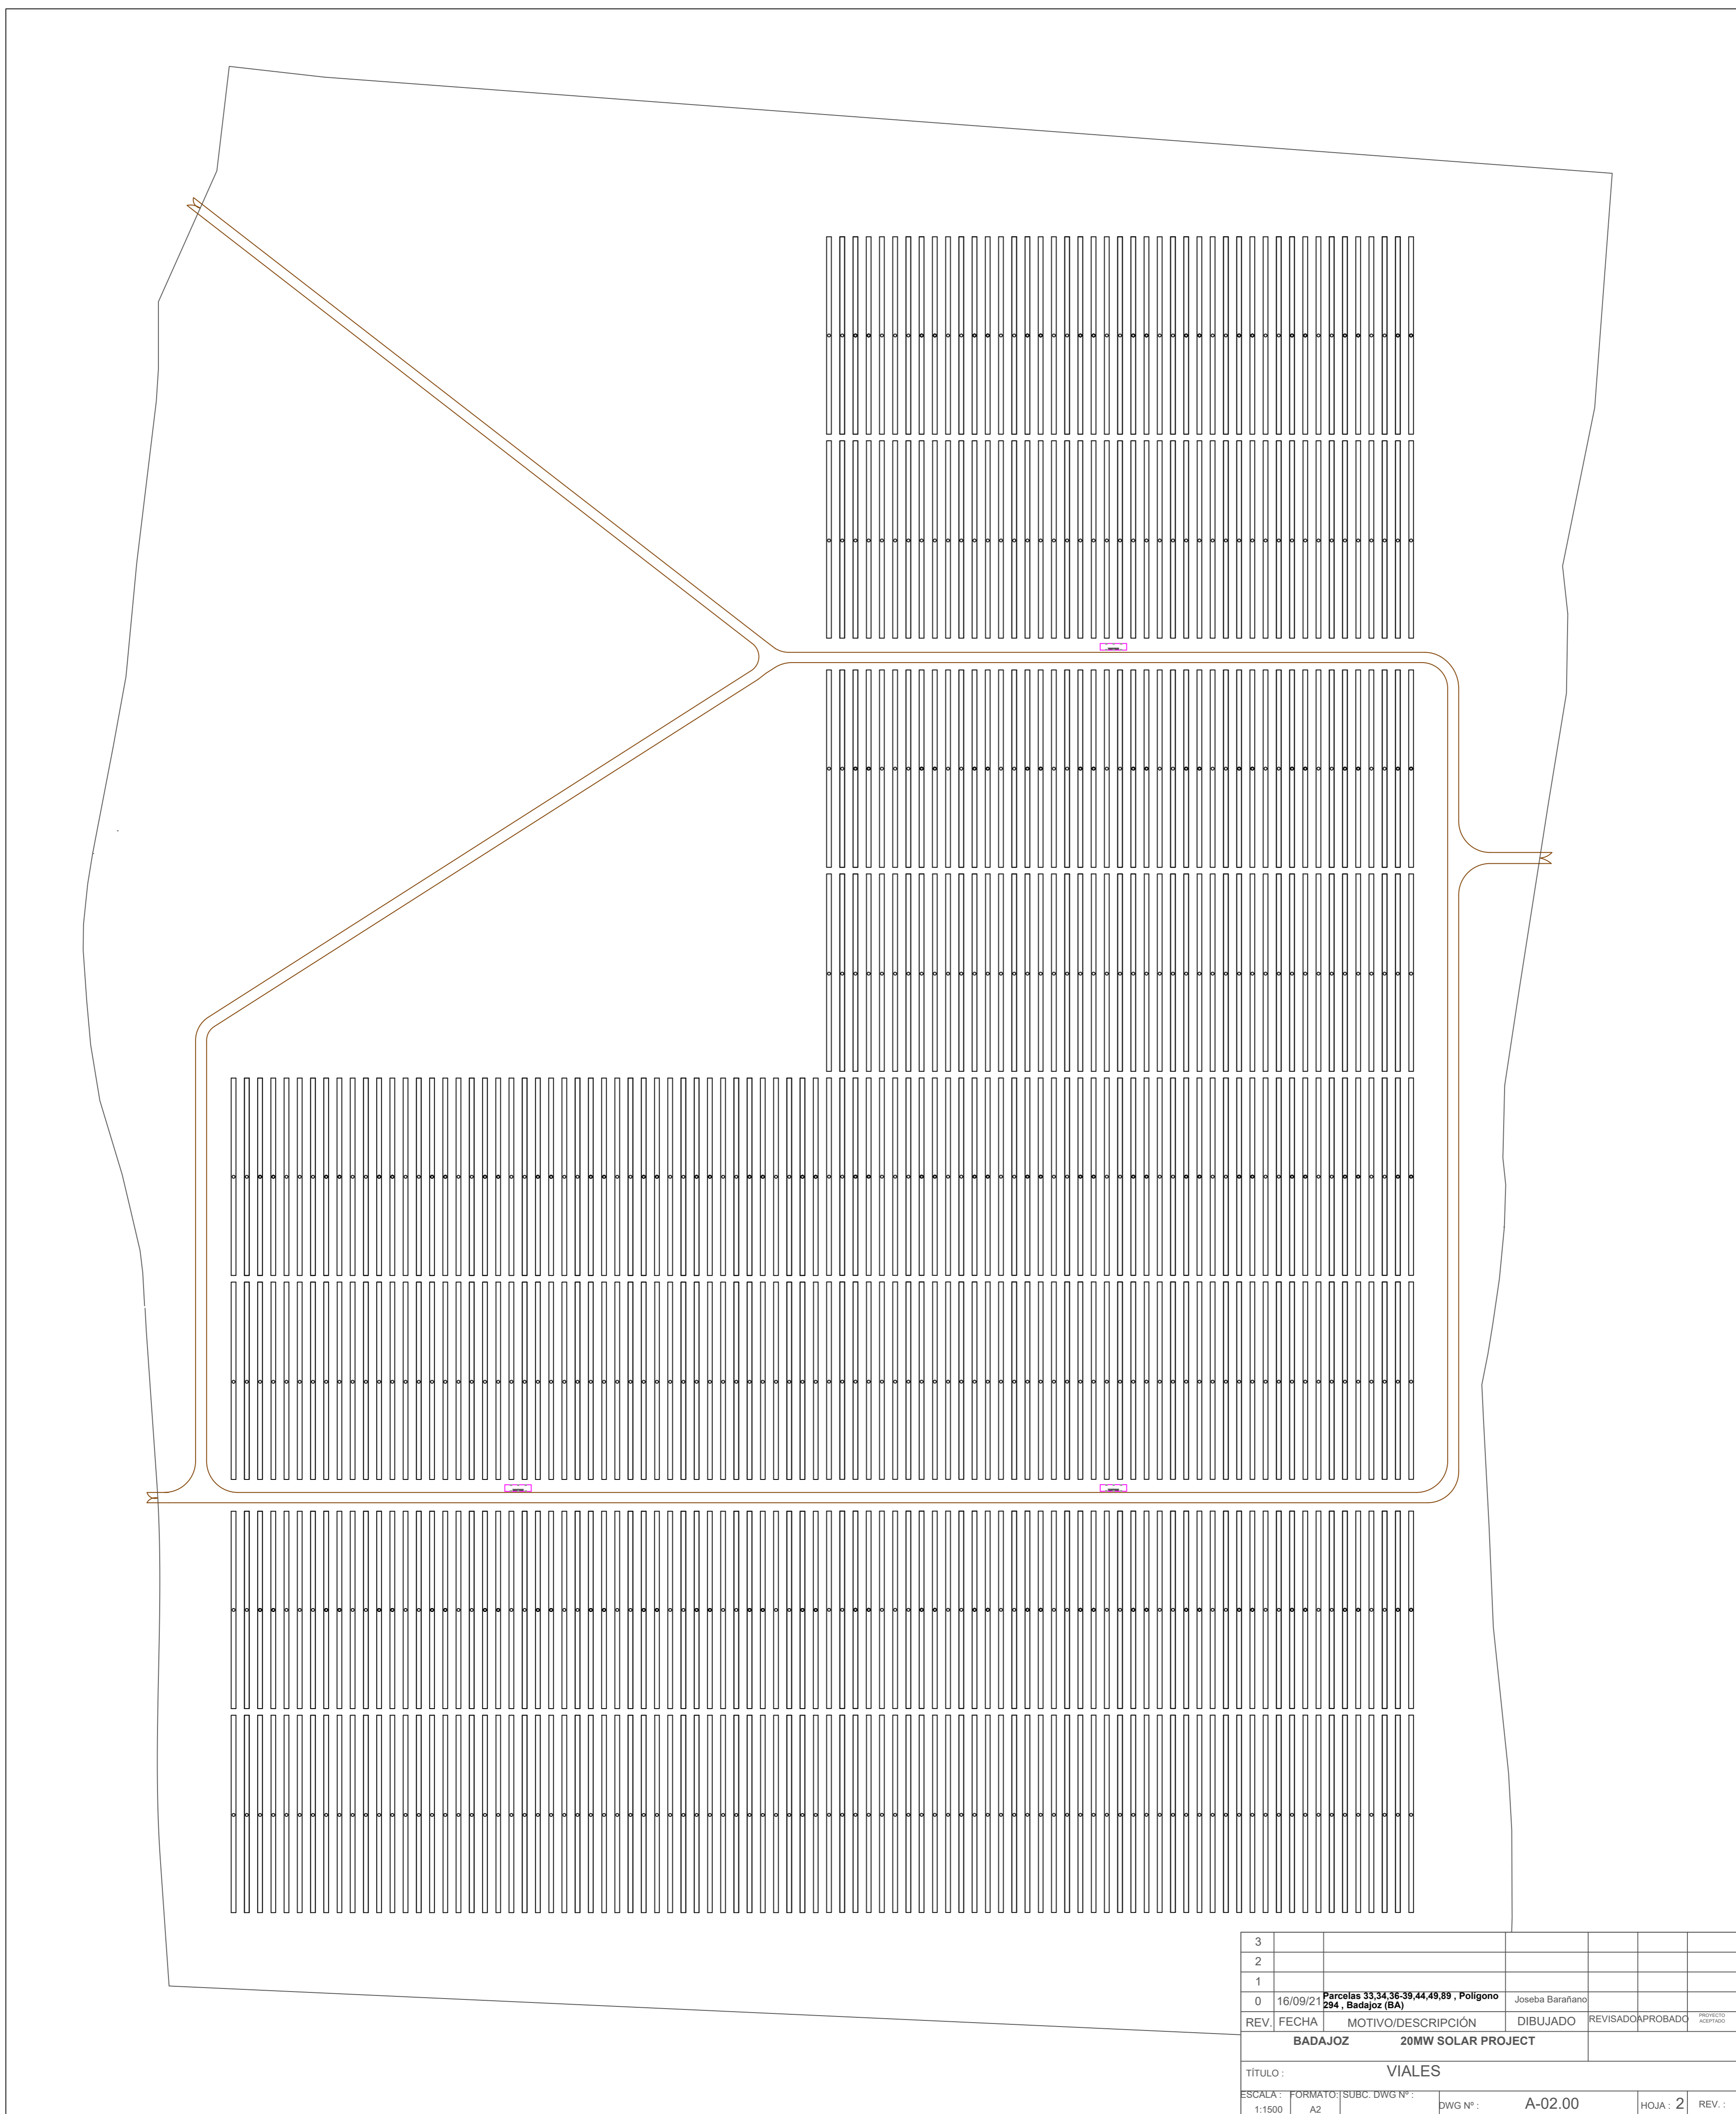 3
2
1
0 16/09/21 Parcelas 33,34,36-39,44,49,89 , Polígono
294 , Badajoz (BA) Joseba Barañano
REV. FECHA MOTIVO/DESCRIPCIÓN DIBUJADO REVISADO APROBADO PROYECTO
ACEPTADO
BADAJOZ 20MW SOLAR PROJECT
TÍTULO : VIALES
ESCALA : FORMATO: SUBC. DWG Nº :
1:1500 A2 DWG Nº : A-02.00 HOJA : 2 REV. :